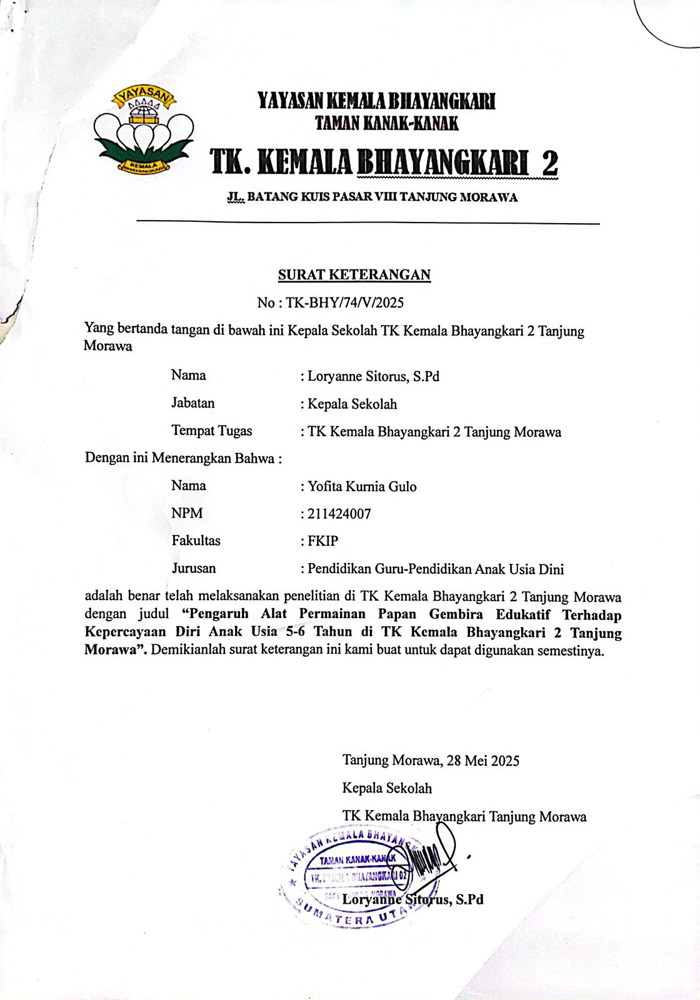 YAYASAN
KEMALA
BHAYANGKARI
YAYASAN KEMALA BHAYANGKARI
TAMAN KANAK-KANAK
TK. KEMALA BHAYANGKARI 2
JL. BATANG KUIS PASAR VIII TANJUNG MORAWA
SURAT KETERANGAN
No : TK-BHY/74/V/2025
Yang bertanda tangan di bawah ini Kepala Sekolah TK Kemala Bhayangkari 2 Tanjung
Morawa
Nama : Loryanne Sitorus, S.Pd
Jabatan : Kepala Sekolah
Tempat Tugas : TK Kemala Bhayangkari 2 Tanjung Morawa
Dengan ini Menerangkan Bahwa :
Nama : Yofita Kurnia Gulo
NPM : 211424007
Fakultas : FKIP
Jurusan : Pendidikan Guru-Pendidikan Anak Usia Dini
adalah benar telah melaksanakan penelitian di TK Kemala Bhayangkari 2 Tanjung Morawa
dengan judul “Pengaruh Alat Permainan Papan Gembira Edukatif Terhadap
Kepercayaan Diri Anak Usia 5-6 Tahun di TK Kemala Bhayangkari 2 Tanjung
Morawa”. Demikianlah surat keterangan ini kami buat untuk dapat digunakan semestinya.
Tanjung Morawa, 28 Mei 2025
Kepala Sekolah
TK Kemala Bhayangkari Tanjung Morawa
YAYASAN KEMALA
TAMAN KANAK-KANAK
TK. KEMALA BHAYANGKARI 02
MORAWA
SUMATERA
Loryanne Sitorus, S.Pd